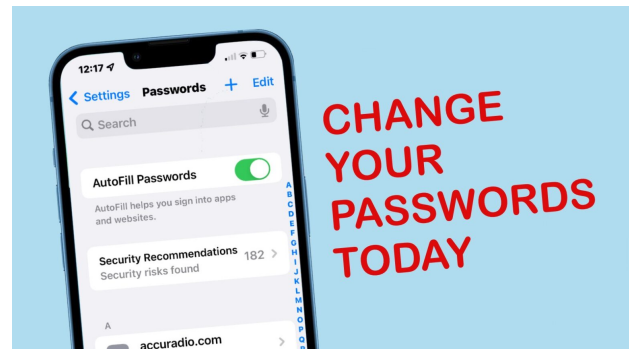 12:17
Settings
Passwords
+
Edit
Search
AutoFill Passwords
AutoFill helps you sign into apps
and websites.
Security Recommendations
Security risks found
182
A
accuradio.com
A
B
C
D
E
F
G
H
I
J
K
L
M
N
O
P
Q
CHANGE
YOUR
PASSWORDS
TODAY